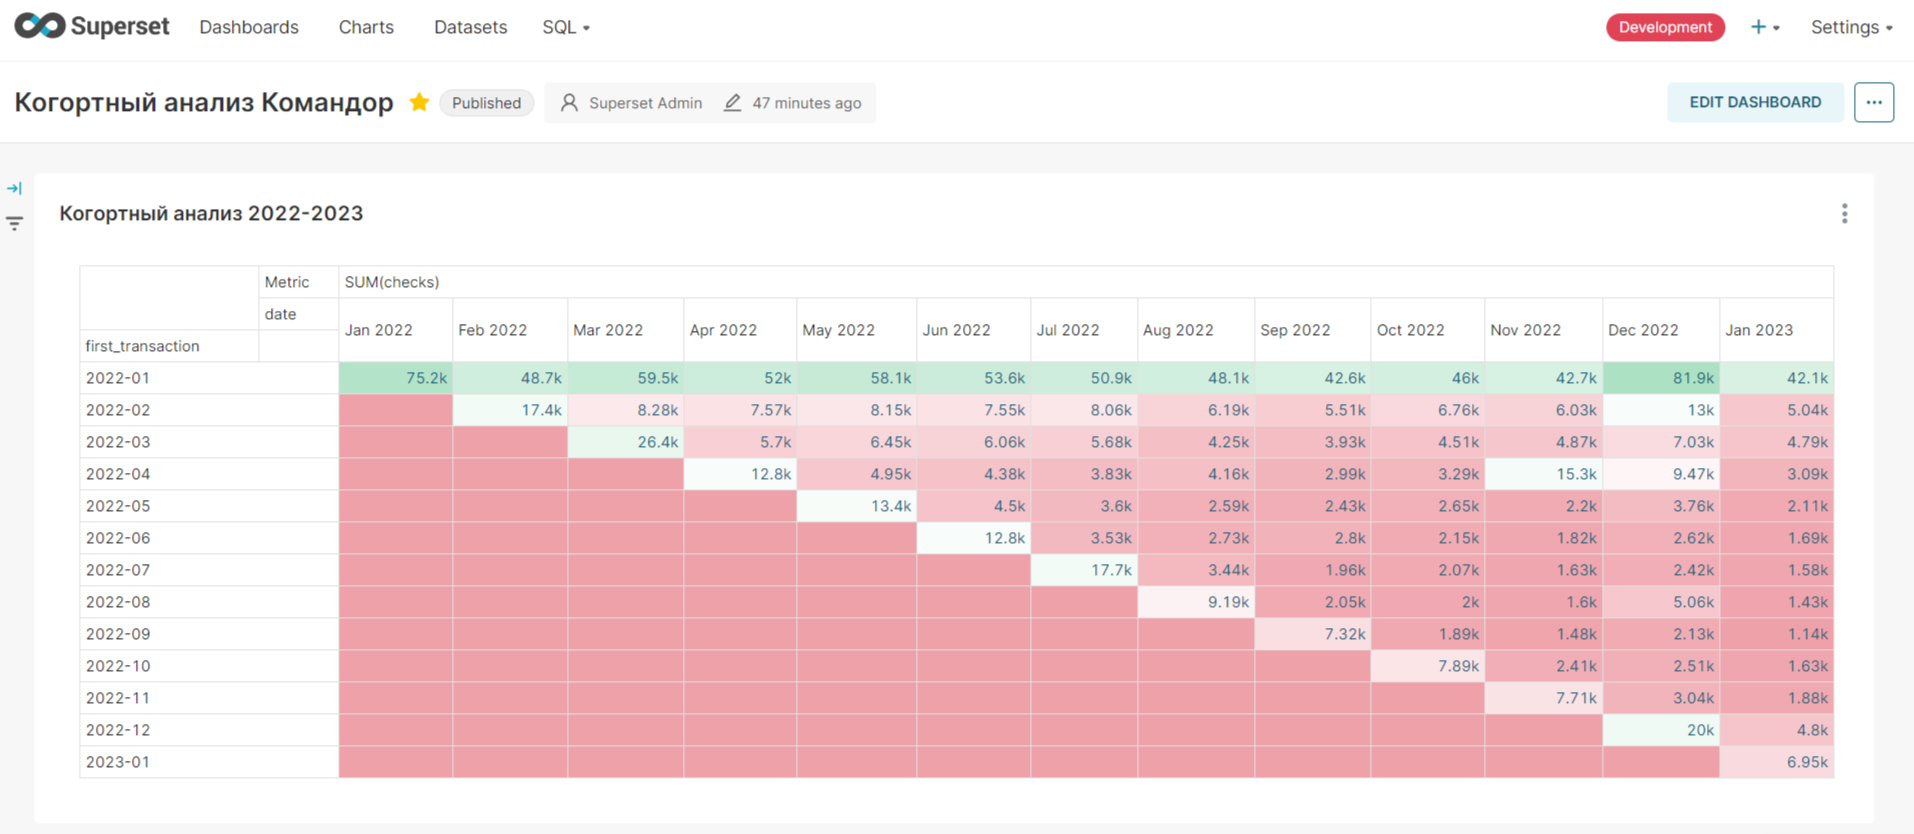 Superset Dashboards Charts Datasets SQL Development + Settings
Когортный анализ Командор Published Superset Admin 47 minutes ago EDIT DASHBOARD ...
Когортный анализ 2022-2023
Metric SUM(checks)
date
Jan 2022 Feb 2022 Mar 2022 Apr 2022 May 2022 Jun 2022 Jul 2022 Aug 2022 Sep 2022 Oct 2022 Nov 2022 Dec 2022 Jan 2023
first_transaction
2022-01 75.2k 48.7k 59.5k 52k 58.1k 53.6k 50.9k 48.1k 42.6k 46k 42.7k 81.9k 42.1k
2022-02 17.4k 8.28k 7.57k 8.15k 7.55k 8.06k 6.19k 5.51k 6.76k 6.03k 13k 5.04k
2022-03 26.4k 5.7k 6.45k 6.06k 5.68k 4.25k 3.93k 4.51k 4.87k 7.03k 4.79k
2022-04 12.8k 4.95k 4.38k 3.83k 4.16k 2.99k 3.29k 15.3k 9.47k 3.09k
2022-05 13.4k 4.5k 3.6k 2.59k 2.43k 2.65k 2.2k 3.76k 2.11k
2022-06 12.8k 3.53k 2.73k 2.8k 2.15k 1.82k 2.62k 1.69k
2022-07 17.7k 3.44k 1.96k 2.07k 1.63k 2.42k 1.58k
2022-08 9.19k 2.05k 2k 1.6k 5.06k 1.43k
2022-09 7.32k 1.89k 1.48k 2.13k 1.14k
2022-10 7.89k 2.41k 2.51k 1.63k
2022-11 7.71k 3.04k 1.88k
2022-12 20k 4.8k
2023-01 6.95k